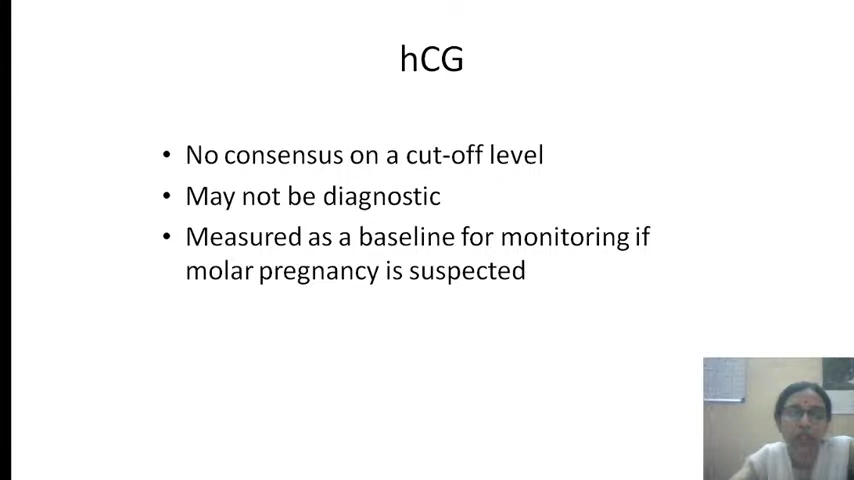 hCG
• No consensus on a cut-off level
• May not be diagnostic
• Measured as a baseline for monitoring if
molar pregnancy is suspected